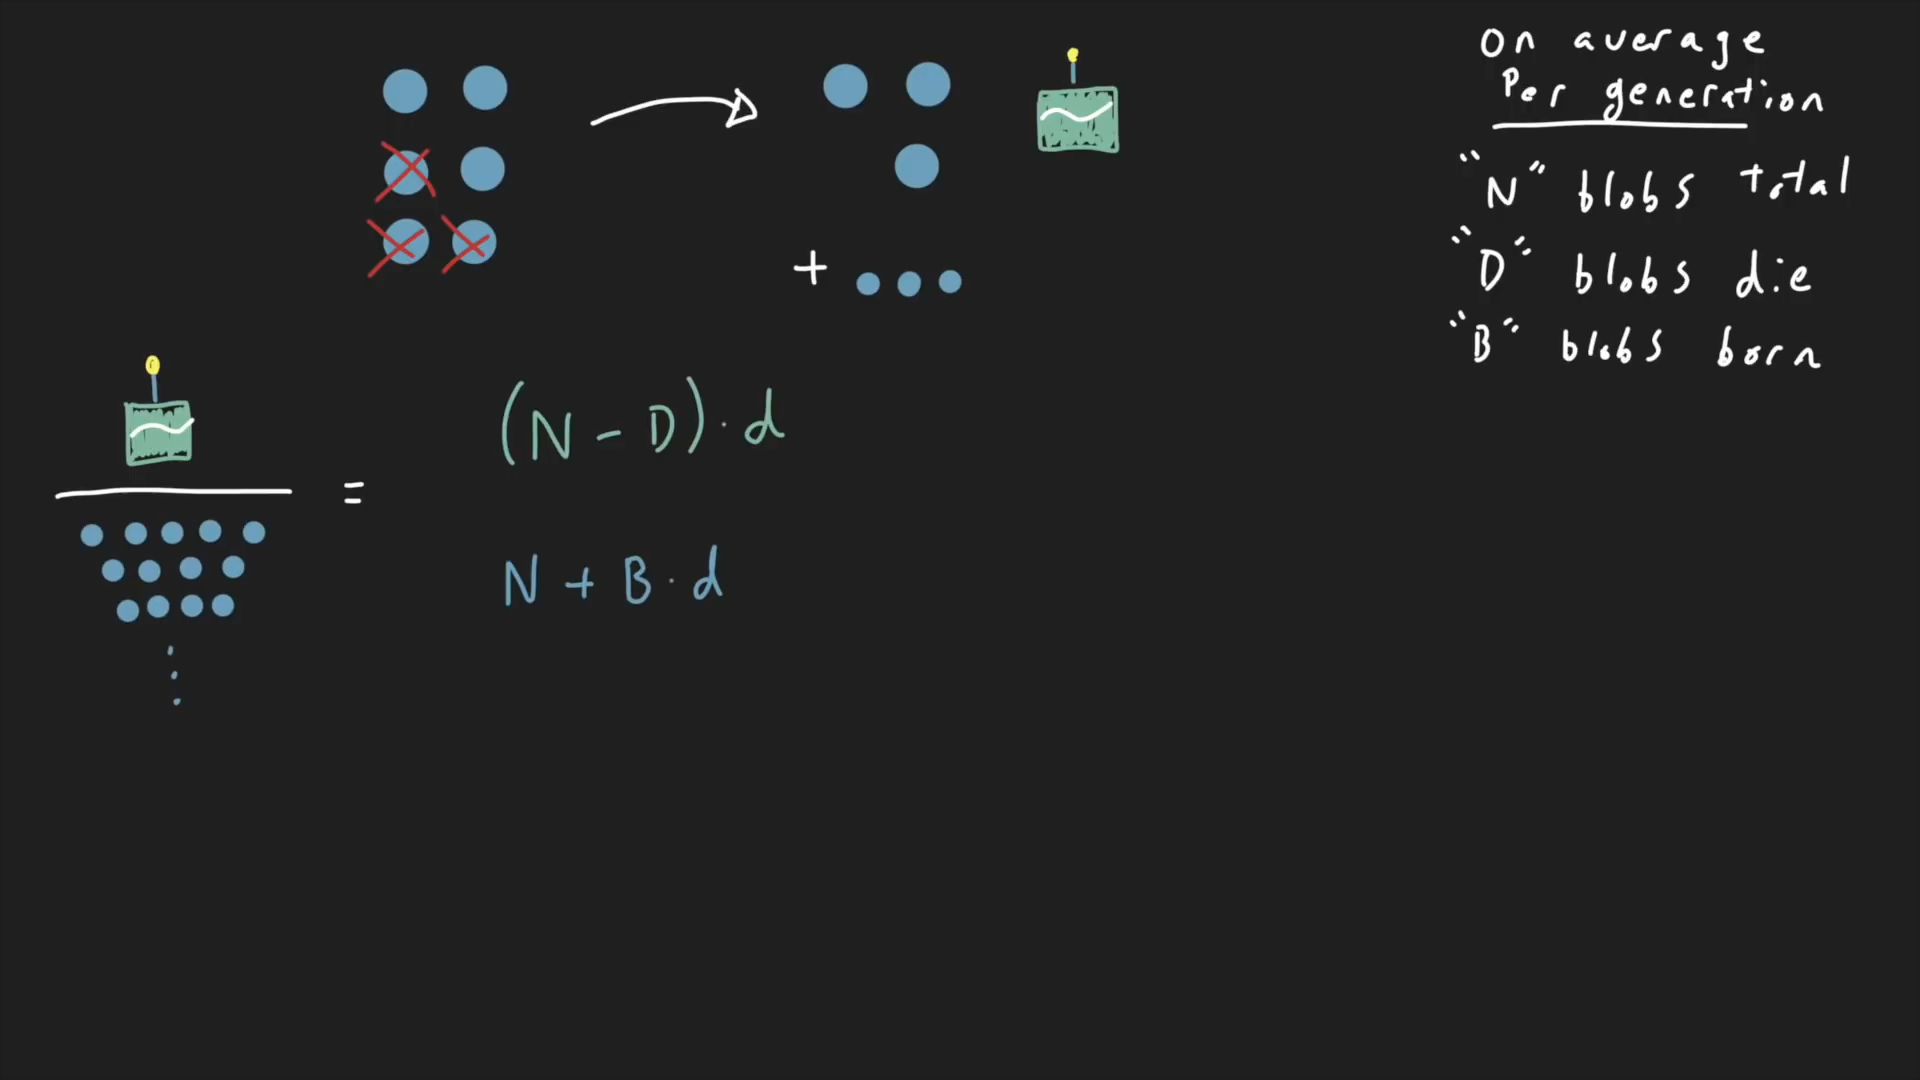 On average
Per generation
"N" blobs total
"D" blobs die
"B" blobs born
+
(N - D) · d
=
N + B · d